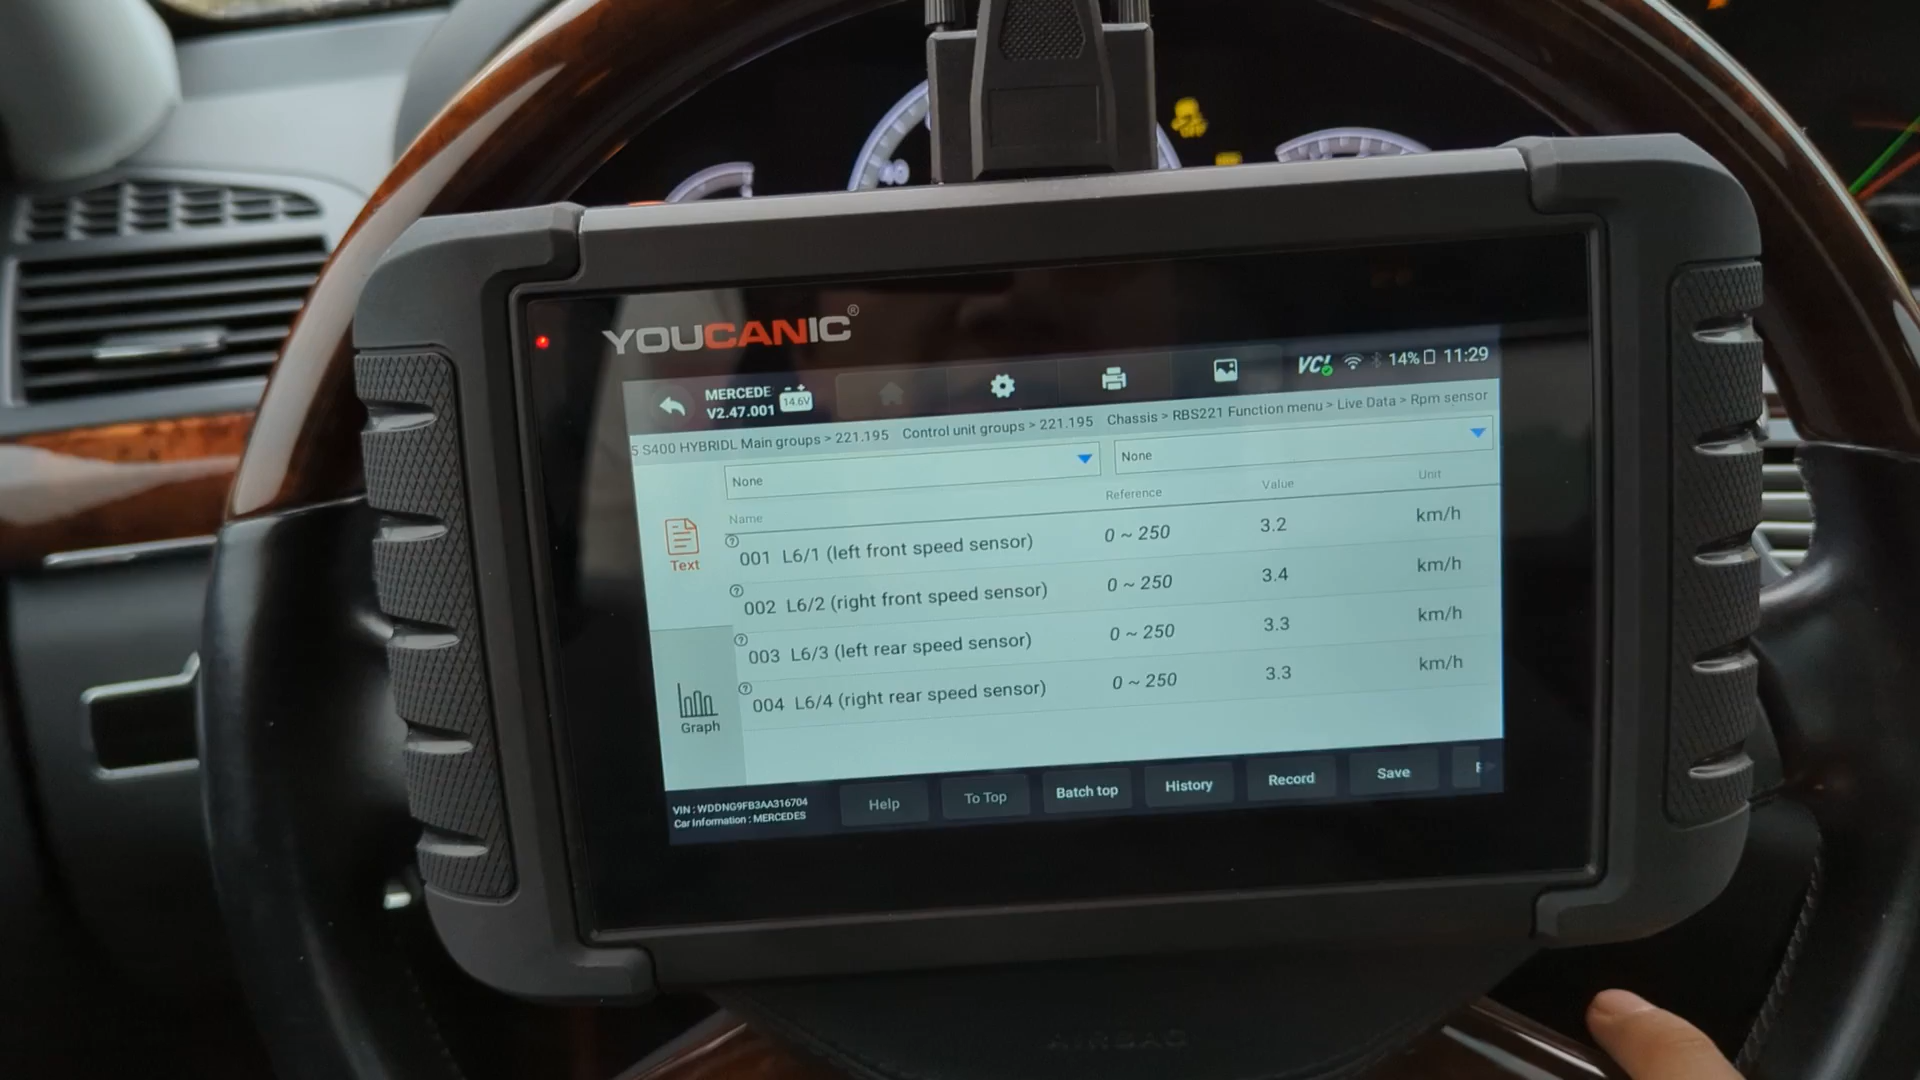 YOUCANIC®
MERCEDE
V2.47.001
14.6V
VC!
14%
11:29
5 S400 HYBRIDL Main groups > 221.195 Control unit groups > 221.195 Chassis > RBS221 Function menu > Live Data > Rpm sensor
None
None
Name Reference Value Unit
001 L6/1 (left front speed sensor) 0 ~ 250 3.2 km/h
002 L6/2 (right front speed sensor) 0 ~ 250 3.4 km/h
003 L6/3 (left rear speed sensor) 0 ~ 250 3.3 km/h
004 L6/4 (right rear speed sensor) 0 ~ 250 3.3 km/h
Text
Graph
VIN : WDDNG9FB3AA316704
Car Information : MERCEDES
Help
To Top
Batch top
History
Record
Save
OFF
AIRBAG